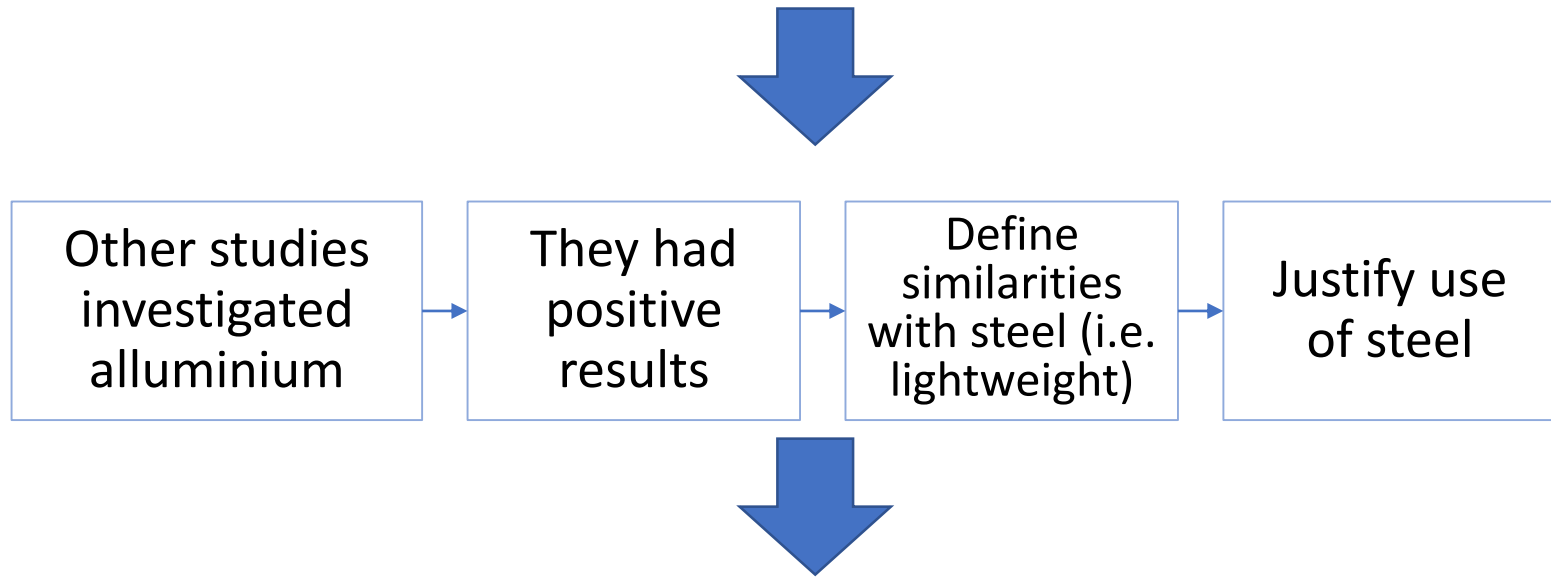 Other studies
investigated
alluminium
They had
positive
results
Define
similarities
with steel (i.e.
lightweight)
Justify use
of steel